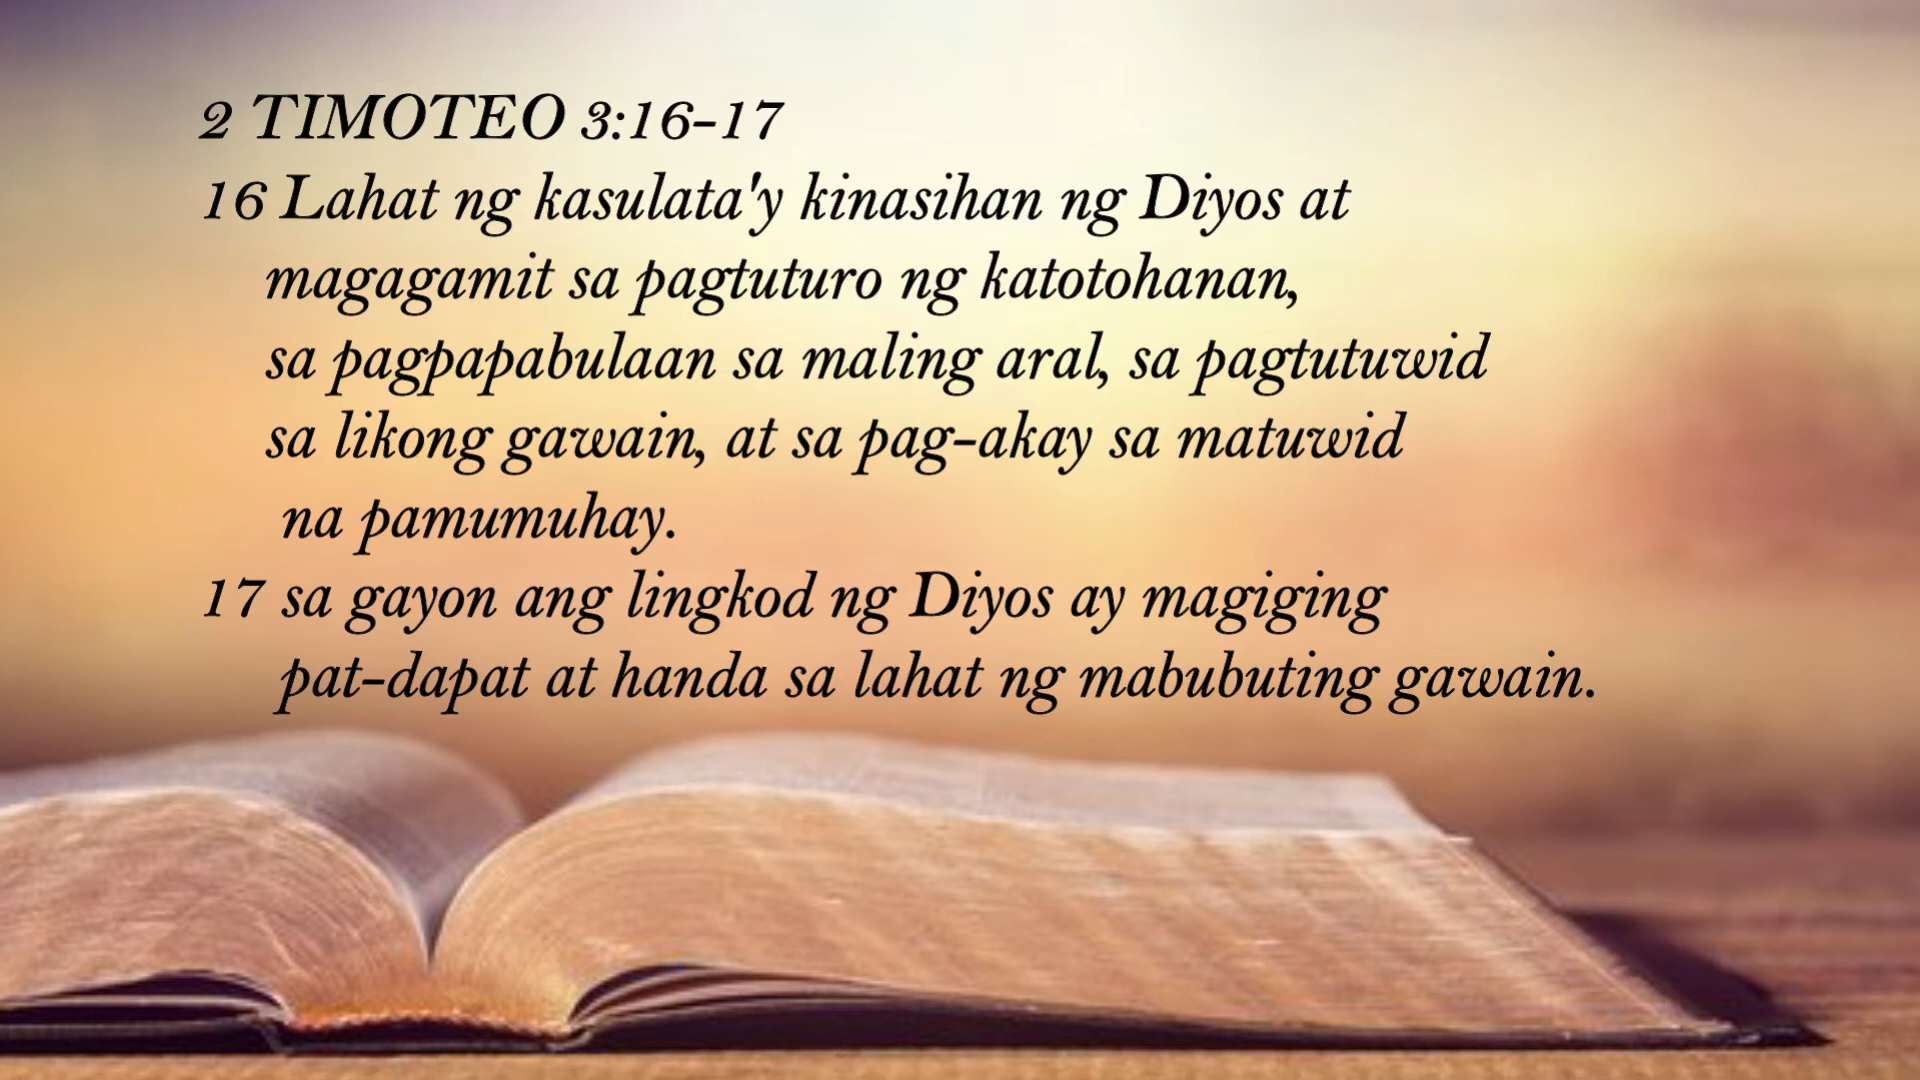 2 TIMOTEO 3:16-17
16 Lahat ng kasulata'y kinasihan ng Diyos at
magagamit sa pagtuturo ng katotohanan,
sa pagpapabulaan sa maling aral, sa pagtutuwid
sa likong gawain, at sa pag-akay sa matuwid
na pamumuhay.
17 sa gayon ang lingkod ng Diyos ay magiging
pat-dapat at handa sa lahat ng mabubuting gawain.